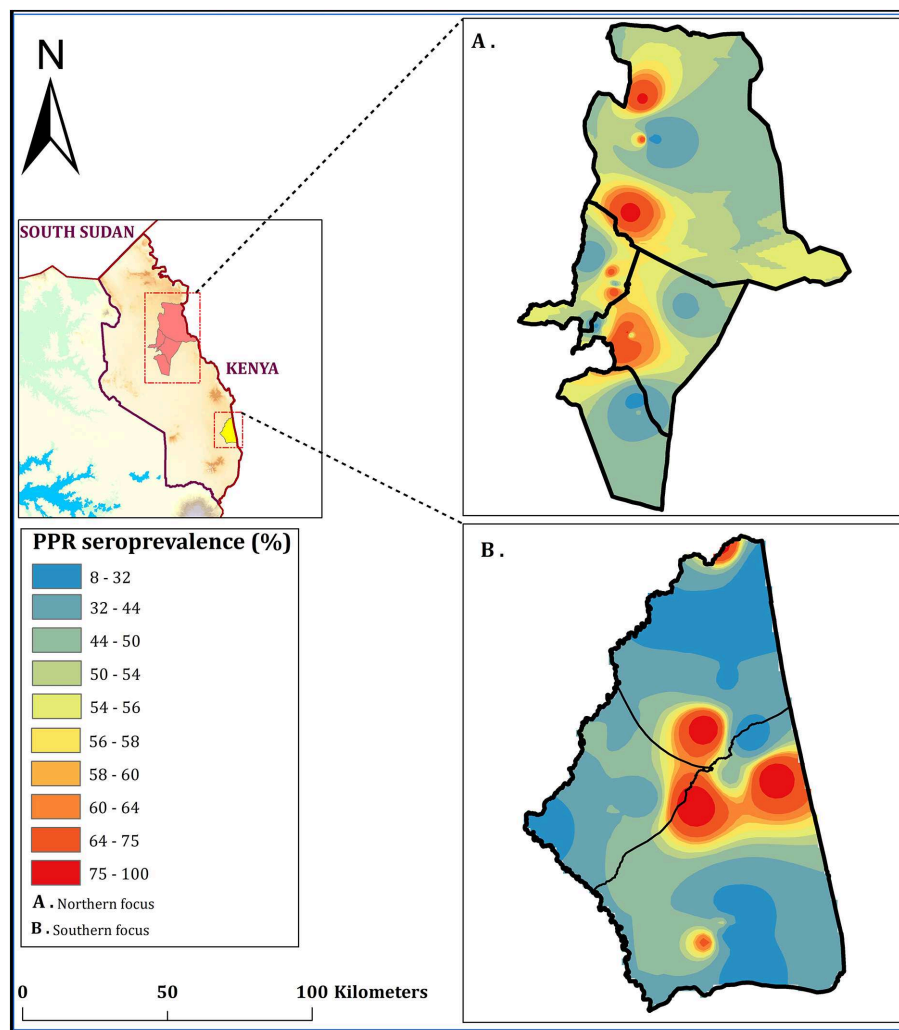 N
SOUTH SUDAN
KENYA
A .
B .
PPR seroprevalence (%)
8 - 32
32 - 44
44 - 50
50 - 54
54 - 56
56 - 58
58 - 60
60 - 64
64 - 75
75 - 100
A . Northern focus
B . Southern focus
0 50 100 Kilometers